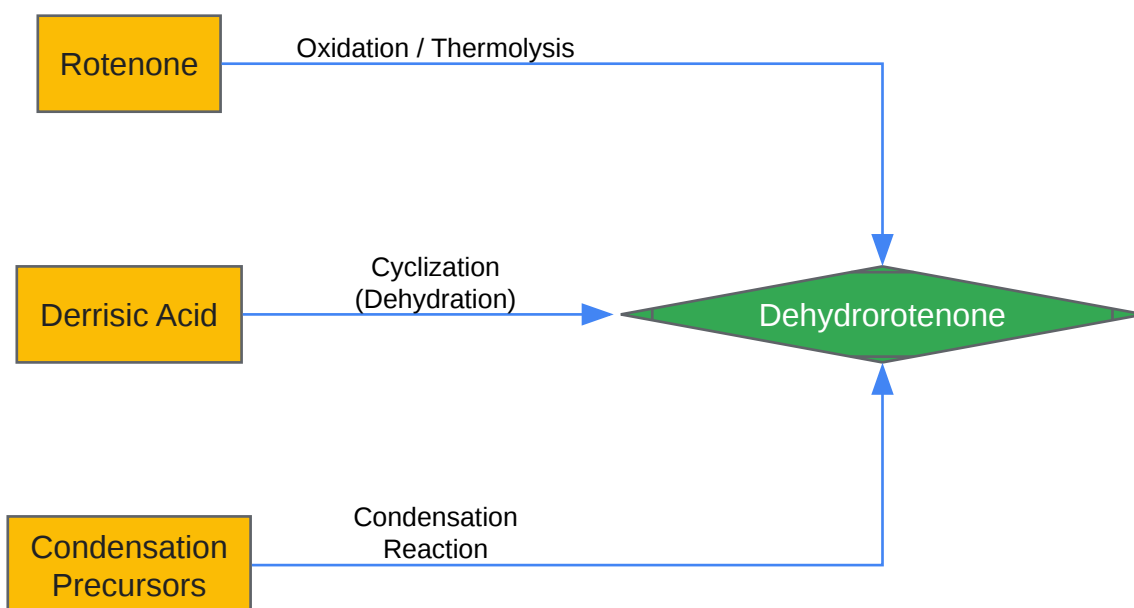 Rotenone
Oxidation / Thermolysis
Derrisic Acid
Cyclization
(Dehydration)
Dehydrorotenone
Condensation
Precursors
Condensation
Reaction